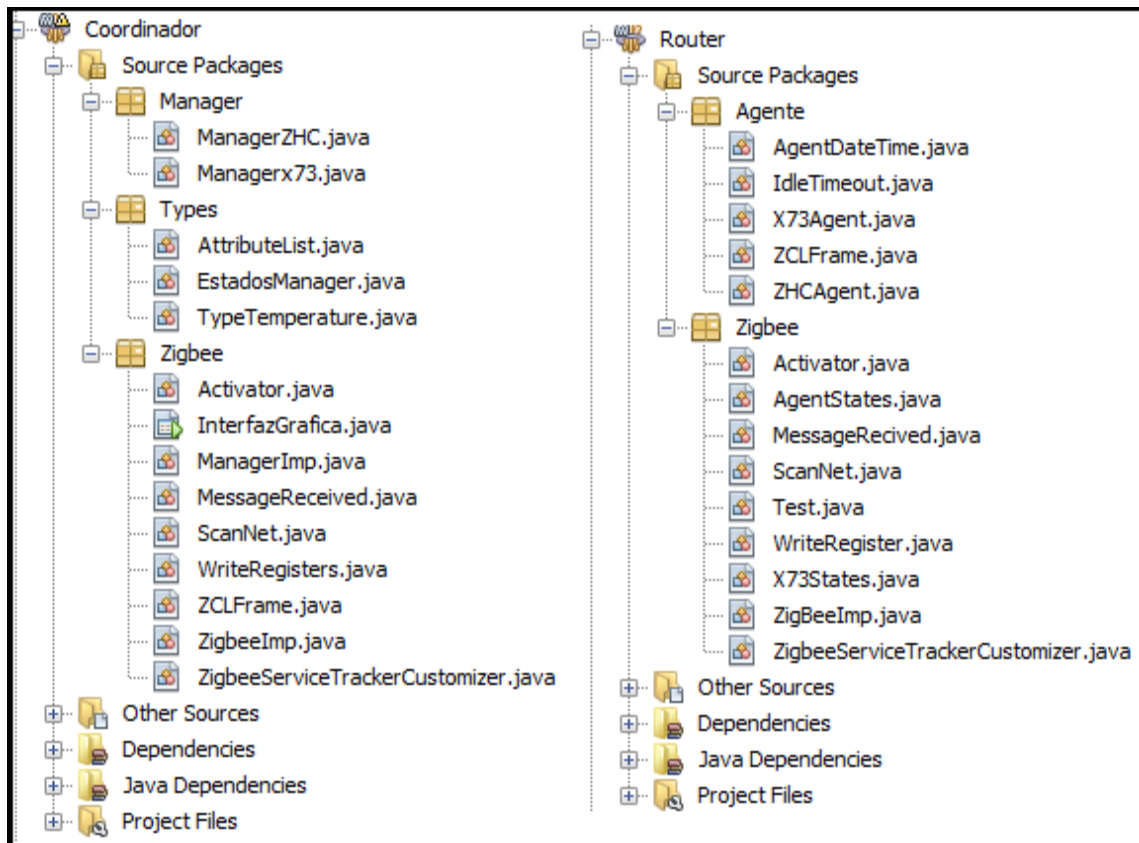 Coordinador
Source Packages
Manager
ManagerZHC.java
Managerx73.java
Types
AttributeList.java
EstadosManager.java
TypeTemperature.java
Zigbee
Activator.java
InterfazGrafica.java
ManagerImp.java
MessageReceived.java
ScanNet.java
WriteRegisters.java
ZCLFrame.java
ZigbeeImp.java
ZigbeeServiceTrackerCustomizer.java
Other Sources
Dependencies
Java Dependencies
Project Files
Router
Source Packages
Agente
AgentDateTime.java
IdleTimeout.java
X73Agent.java
ZCLFrame.java
ZHCAgent.java
Zigbee
Activator.java
AgentStates.java
MessageRecived.java
ScanNet.java
Test.java
WriteRegister.java
X73States.java
ZigBeeImp.java
ZigbeeServiceTrackerCustomizer.java
Other Sources
Dependencies
Java Dependencies
Project Files